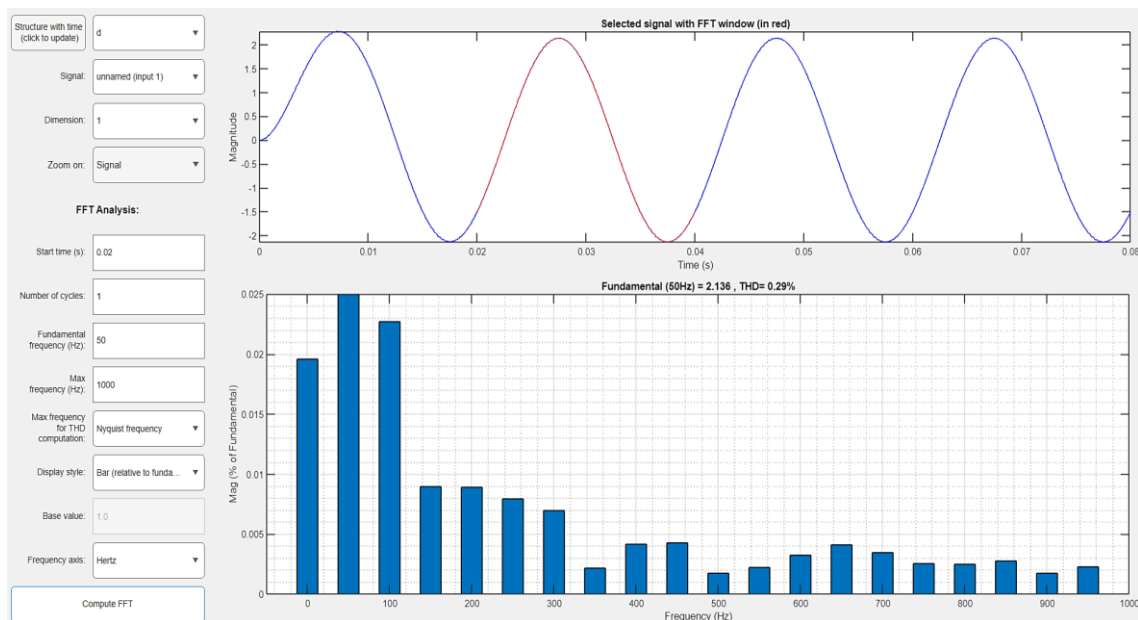 Structure with time
(click to update)
d
Signal:
unnamed (input 1)
Dimension:
1
Zoom on:
Signal
FFT Analysis:
Start time (s):
0.02
Number of cycles:
1
Fundamental
frequency (Hz):
50
Max
frequency (Hz):
1000
Max frequency
for THD
computation:
Nyquist frequency
Display style:
Bar (relative to funda...
Base value:
1.0
Frequency axis:
Hertz
Compute FFT
Selected signal with FFT window (in red)
Magnitude
2
1.5
1
0.5
0
-0.5
-1
-1.5
-2
0 0.01 0.02 0.03 0.04 0.05 0.06 0.07 0.08
Time (s)
Fundamental (50Hz) = 2.136 , THD= 0.29%
Mag (% of Fundamental)
0.025
0.02
0.015
0.01
0.005
0
0 100 200 300 400 500 600 700 800 900 1000
Frequency (Hz)